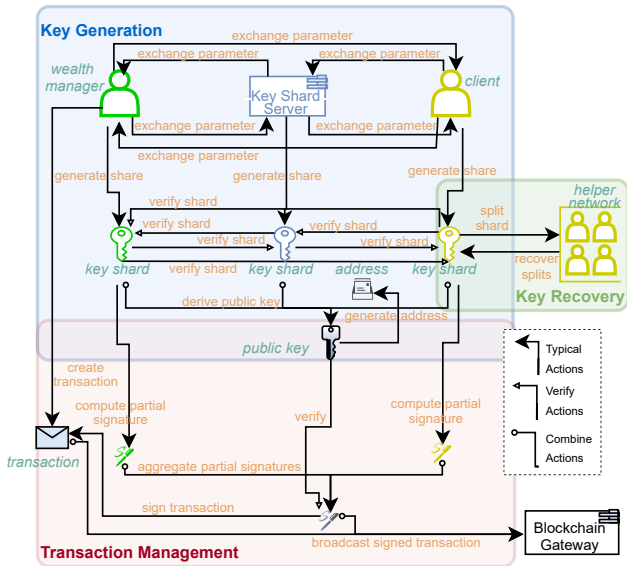 Key Generation
exchange parameter
exchange parameter
exchange parameter
wealth
manager
client
Key Shard
Server
exchange parameter
exchange parameter
exchange parameter
generate share
generate share
generate share
helper
network
verify shard
split
shard
verify shard
verify shard
verify shard
verify shard
recover
splits
key shard
verify shard
key shard
address
key shard
Key Recovery
derive public key
generate address
public key
Typical
Actions
create
transaction
Verify
Actions
compute partial
signature
verify
compute partial
signature
Combine
Actions
transaction
aggregate partial signatures
sign transaction
Blockchain
Gateway
broadcast signed transaction
Transaction Management